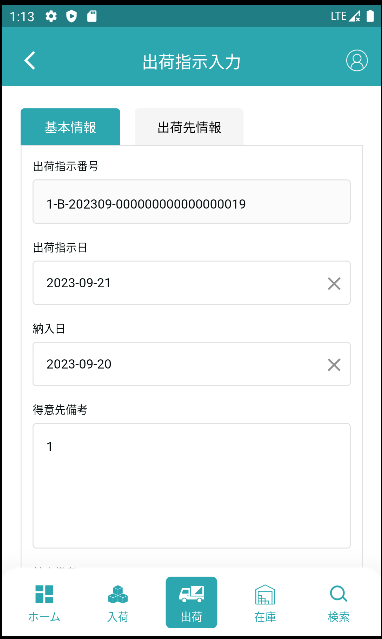 1:13 LTE
出荷指示入力
基本情報 出荷先情報
出荷指示番号
1-B-202309-000000000000000019
出荷指示日
2023-09-21
納入日
2023-09-20
得意先備考
1
ホーム 入荷 出荷 在庫 検索